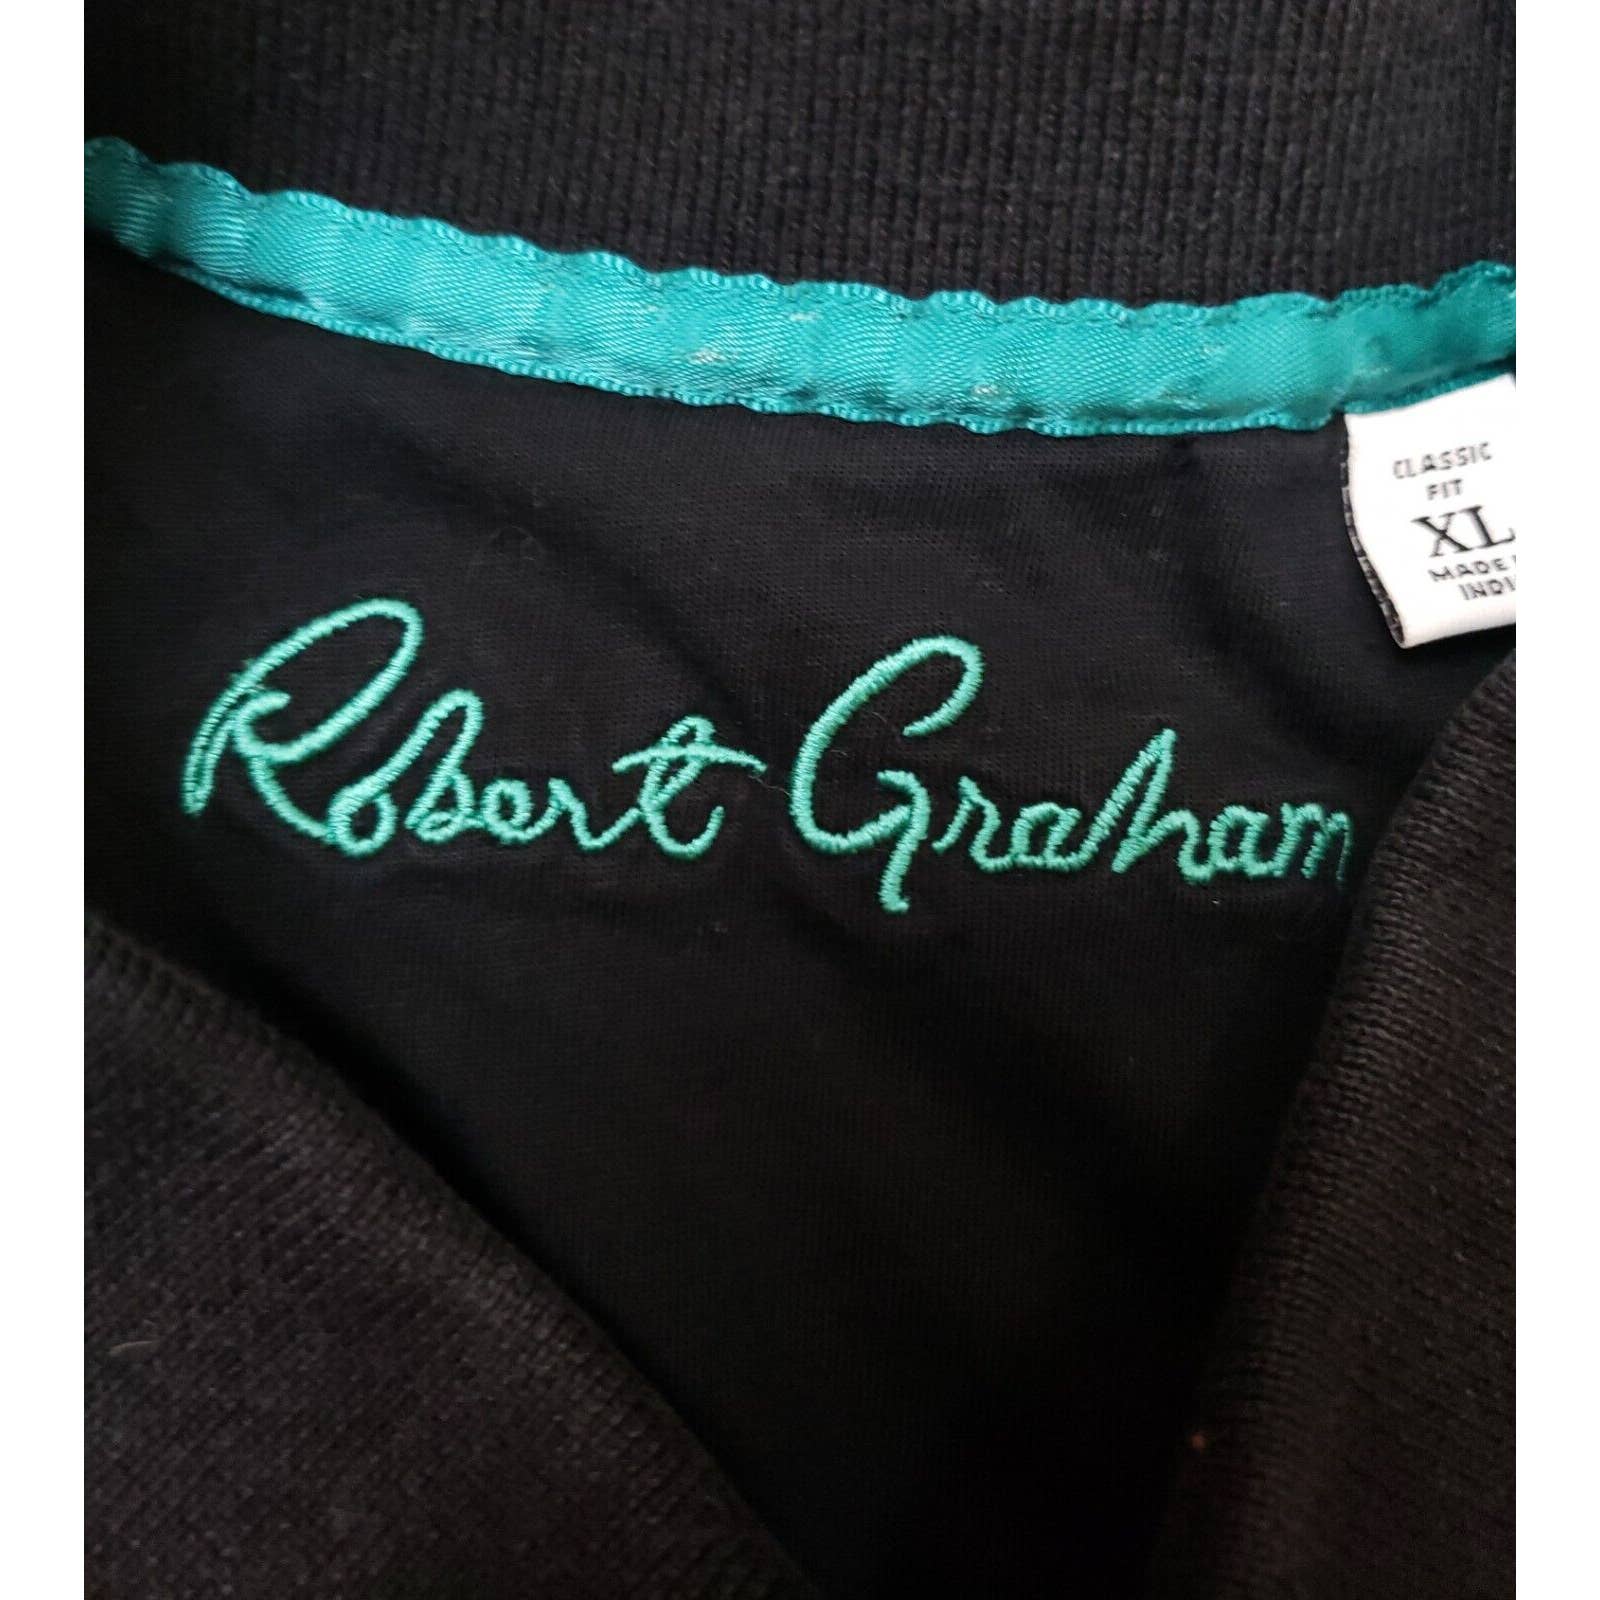 CLASSIC
FIT
XL
MADE
INDI
Robert Graham